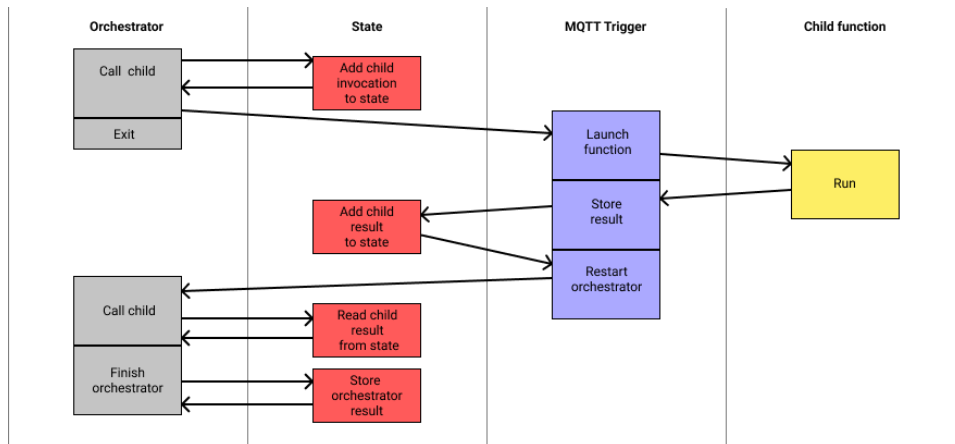 Orchestrator
State
MQTT Trigger
Child function
Call child
Add child
invocation
to state
Exit
Launch
function
Run
Store
result
Add child
result
to state
Restart
orchestrator
Call child
Read child
result
from state
Finish
orchestrator
Store
orchestrator
result